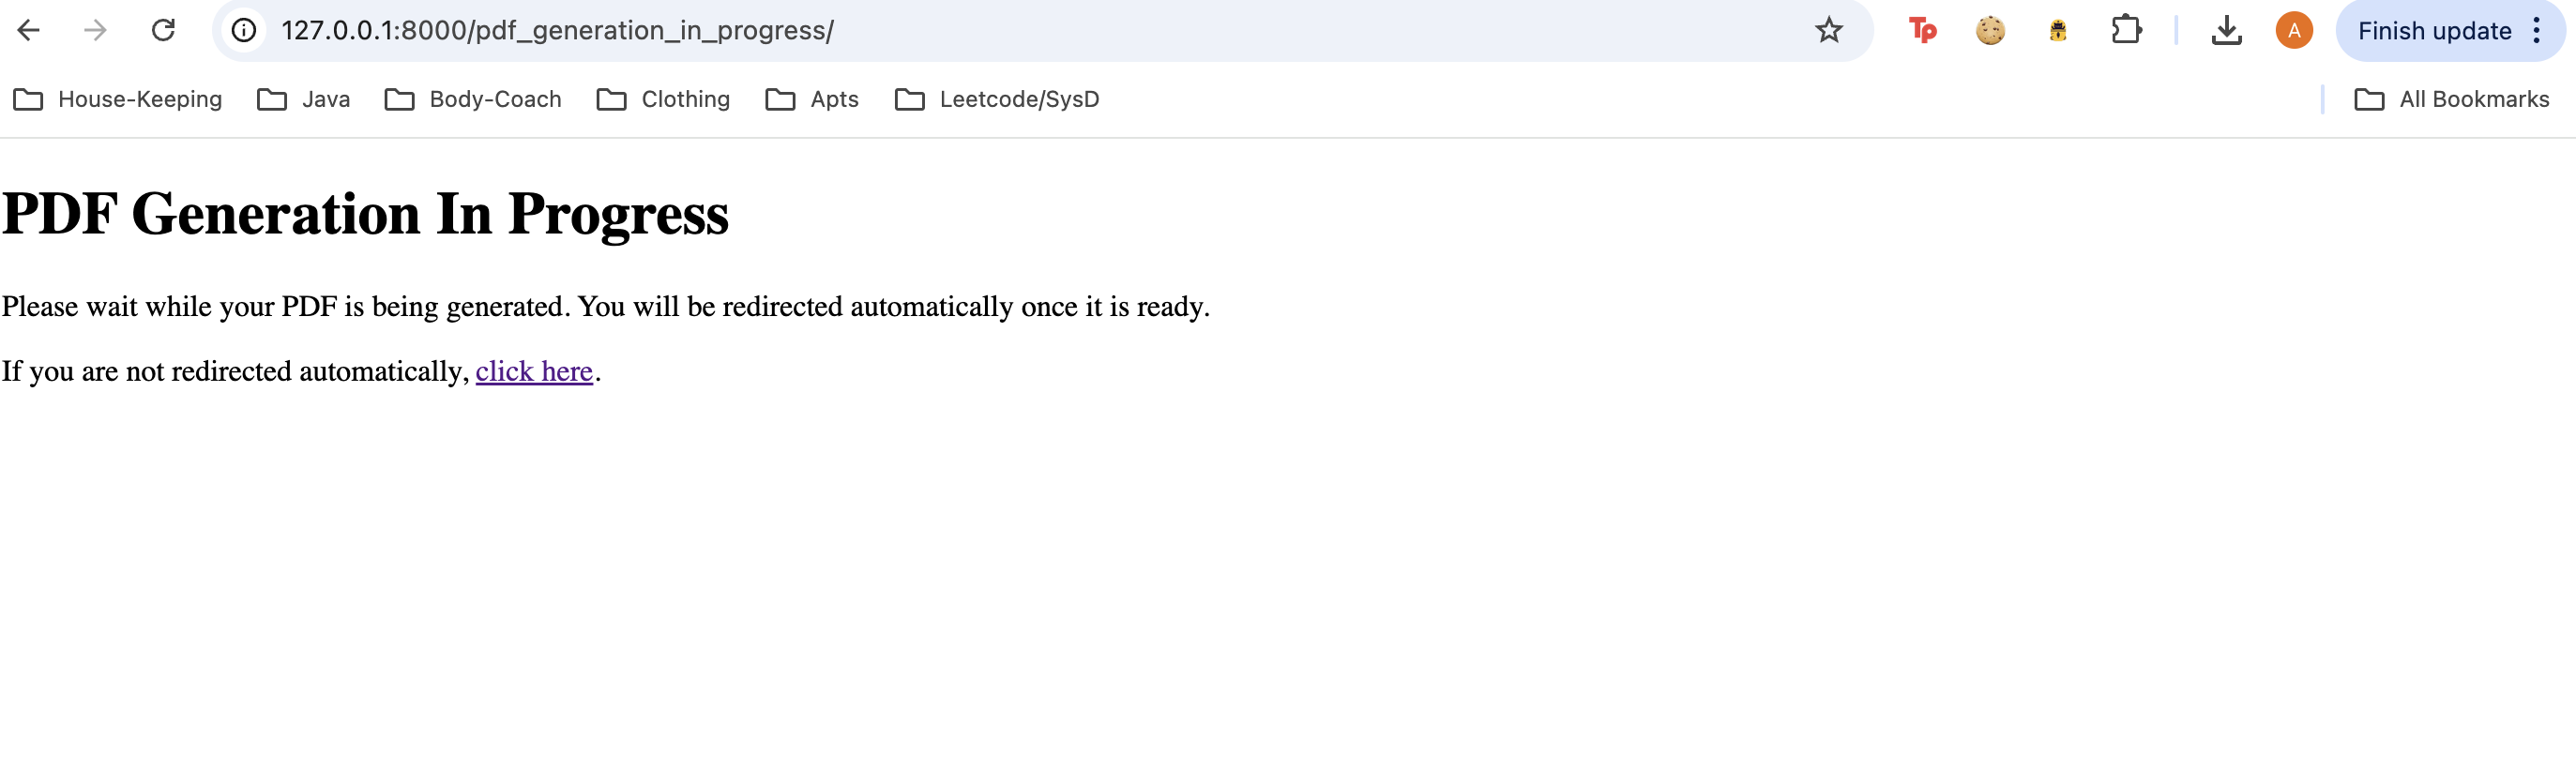 127.0.0.1:8000/pdf_generation_in_progress/
Tp
A
Finish update
House-Keeping
Java
Body-Coach
Clothing
Apts
Leetcode/SysD
All Bookmarks
PDF Generation In Progress
Please wait while your PDF is being generated. You will be redirected automatically once it is ready.
If you are not redirected automatically, click here.